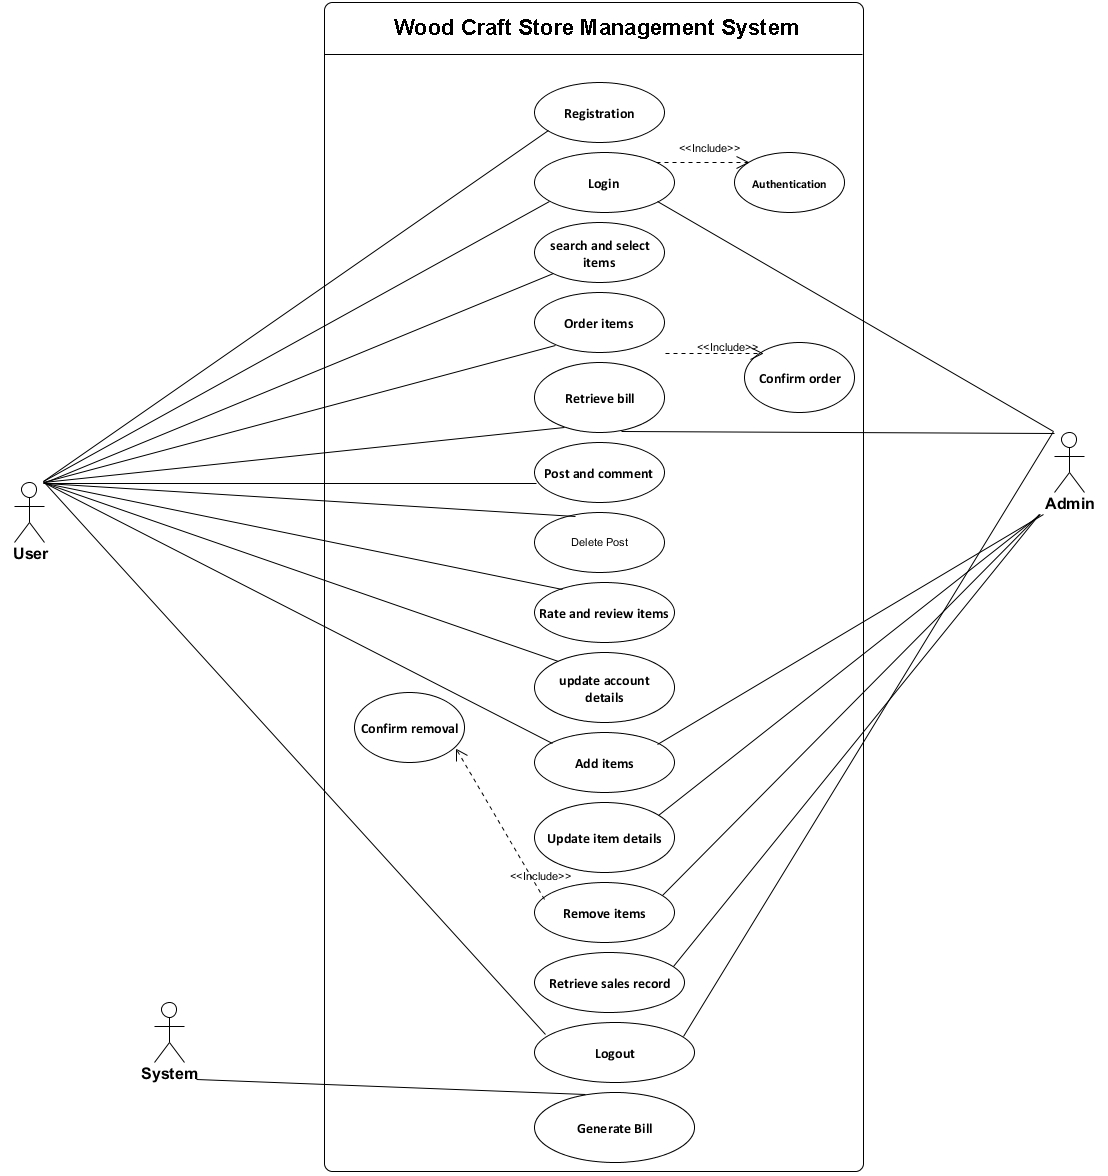 Wood Craft Store Management System
Registration
<<Include>>
Login
Authentication
search and select
items
Order items
<<Include>>
Confirm order
Retrieve bill
Post and comment
Admin
Delete Post
User
Rate and review items
update account
details
Confirm removal
Add items
Update item details
<<Include>>
Remove items
Retrieve sales record
Logout
System
Generate Bill